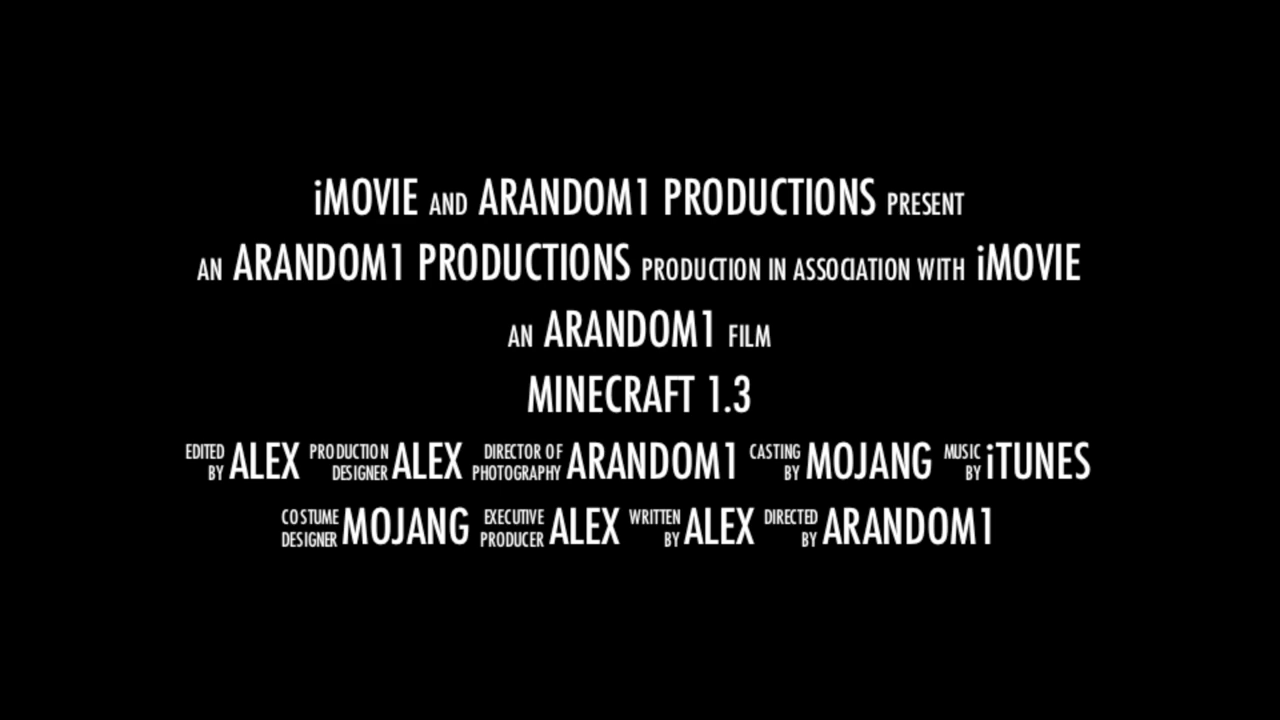 iMOVIE AND ARANDOM1 PRODUCTIONS PRESENT
AN ARANDOM1 PRODUCTIONS PRODUCTION IN ASSOCIATION WITH iMOVIE
AN ARANDOM1 FILM
MINECRAFT 1.3
EDITED BY ALEX PRODUCTION DESIGNER ALEX DIRECTOR OF PHOTOGRAPHY ARANDOM1 CASTING BY MOJANG MUSIC BY iTUNES
COSTUME DESIGNER MOJANG EXECUTIVE PRODUCER ALEX WRITTEN BY ALEX DIRECTED BY ARANDOM1